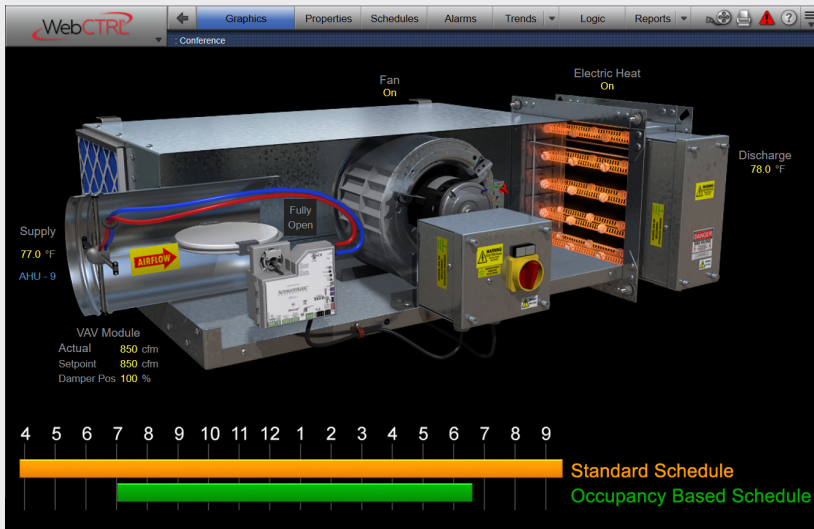 WebCTRL
Graphics
Properties
Schedules
Alarms
Trends
Logic
Reports
?
: Conference
Fan
On
Electric Heat
On
Discharge
78.0 °F
Fully
Open
Supply
77.0 °F
AHU - 9
AIRFLOW
WARNING
DANGER
VAV Module
Actual 850 cfm
Setpoint 850 cfm
Damper Pos 100 %
4 5 6 7 8 9 10 11 12 1 2 3 4 5 6 7 8 9
Standard Schedule
Occupancy Based Schedule